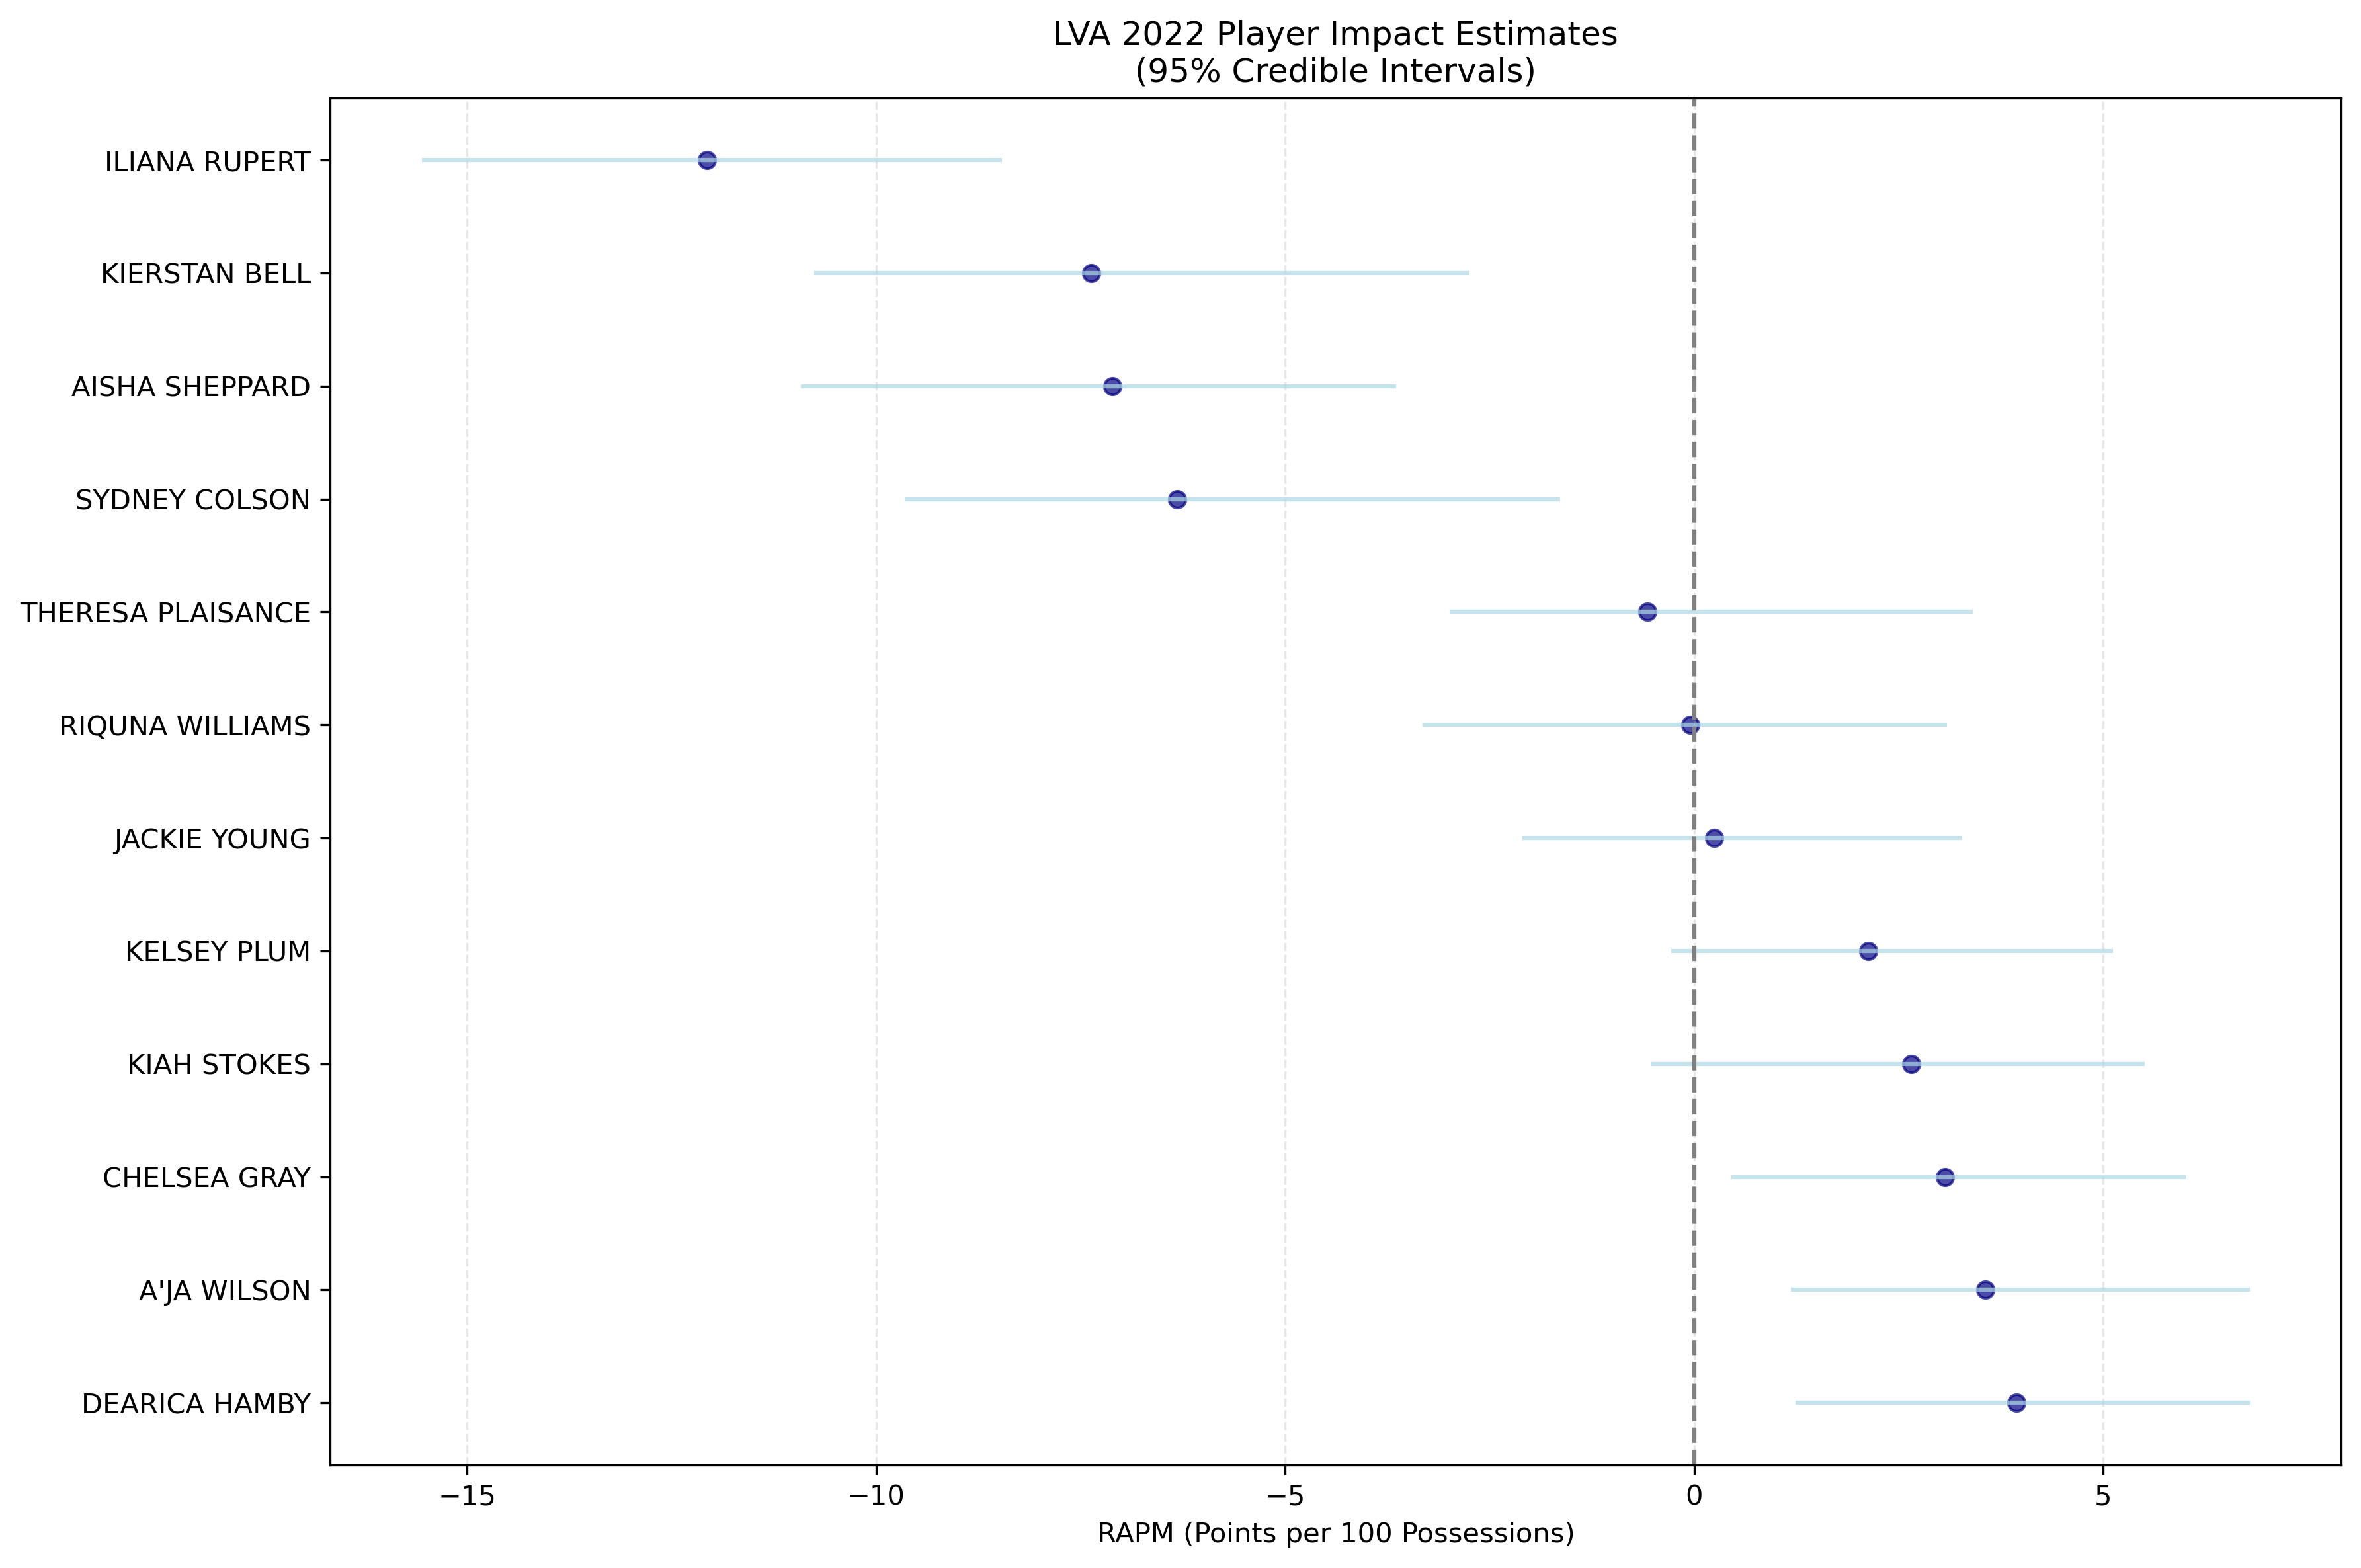 LVA 2022 Player Impact Estimates
(95% Credible Intervals)
ILIANA RUPERT
KIERSTAN BELL
AISHA SHEPPARD
SYDNEY COLSON
THERESA PLAISANCE
RIQUNA WILLIAMS
JACKIE YOUNG
KELSEY PLUM
KIAH STOKES
CHELSEA GRAY
A'JA WILSON
DEARICA HAMBY
−15 −10 −5 0 5
RAPM (Points per 100 Possessions)